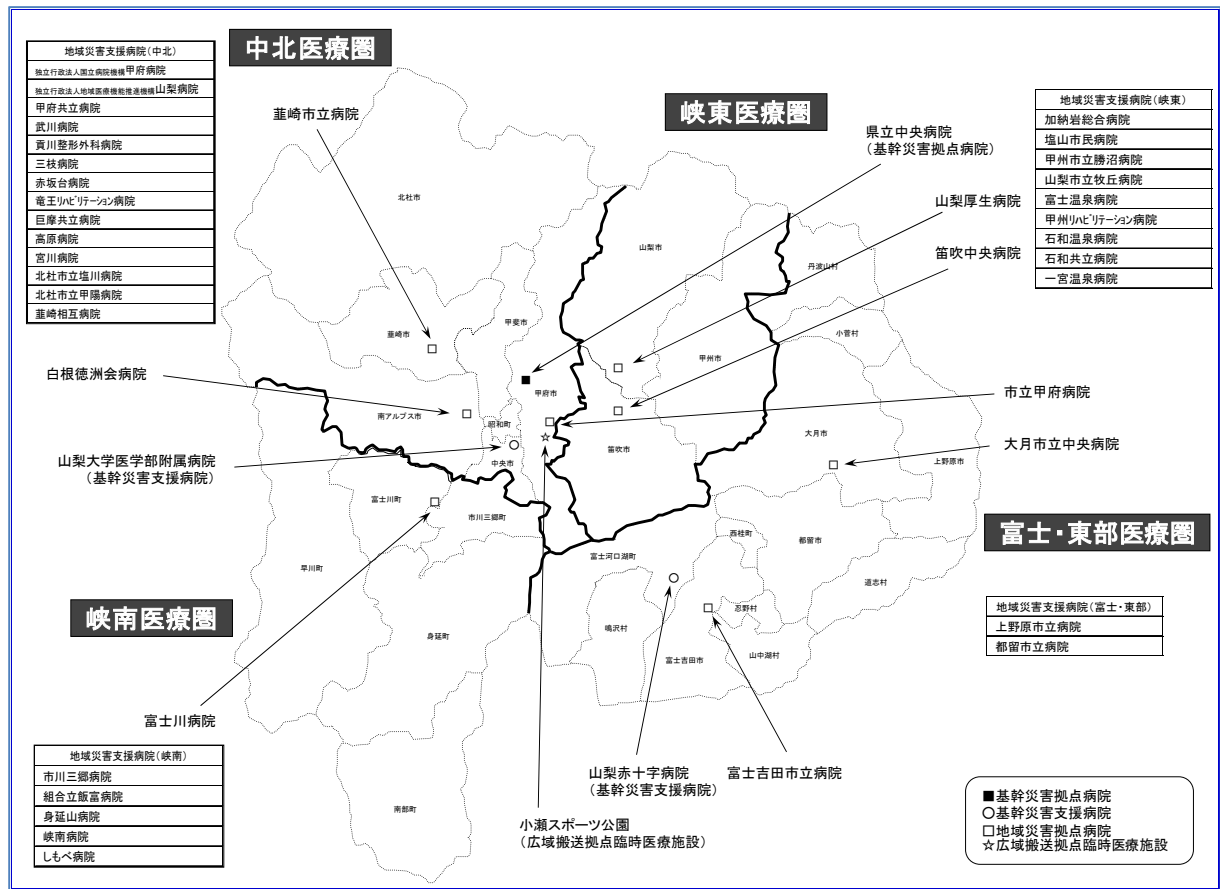 中北医療圏
地域災害支援病院(中北)
独立行政法人国立病院機構甲府病院
独立行政法人地域医療機能推進機構山梨病院
甲府共立病院
武川病院
貢川整形外科病院
三枝病院
赤坂台病院
竜王リハビリテーション病院
巨摩共立病院
高原病院
宮川病院
北杜市立塩川病院
北杜市立甲陽病院
韮崎相互病院
韮崎市立病院
峡東医療圏
県立中央病院
(基幹災害拠点病院)
山梨厚生病院
笛吹中央病院
地域災害支援病院(峡東)
加納岩総合病院
塩山市民病院
甲州市立勝沼病院
山梨市立牧丘病院
富士温泉病院
甲州リハビリテーション病院
石和温泉病院
石和共立病院
一宮温泉病院
北杜市
山梨市
丹波山村
小菅村
甲斐市
韮崎市
甲州市
甲府市
白根徳洲会病院
南アルプス市
昭和町
市立甲府病院
大月市
大月市立中央病院
上野原市
山梨大学医学部附属病院
(基幹災害支援病院)
中央市
笛吹市
富士川町
市川三郷町
富士・東部医療圏
西桂町
都留市
富士河口湖町
早川町
道志村
峡南医療圏
身延町
鳴沢村
忍野村
富士吉田市
山中湖村
地域災害支援病院(富士・東部)
上野原市立病院
都留市立病院
富士川病院
地域災害支援病院(峡南)
市川三郷病院
組合立飯富病院
身延山病院
峡南病院
しもべ病院
南部町
山梨赤十字病院
(基幹災害支援病院)
富士吉田市立病院
小瀬スポーツ公園
(広域搬送拠点臨時医療施設)
■基幹災害拠点病院
○基幹災害支援病院
□地域災害拠点病院
☆広域搬送拠点臨時医療施設